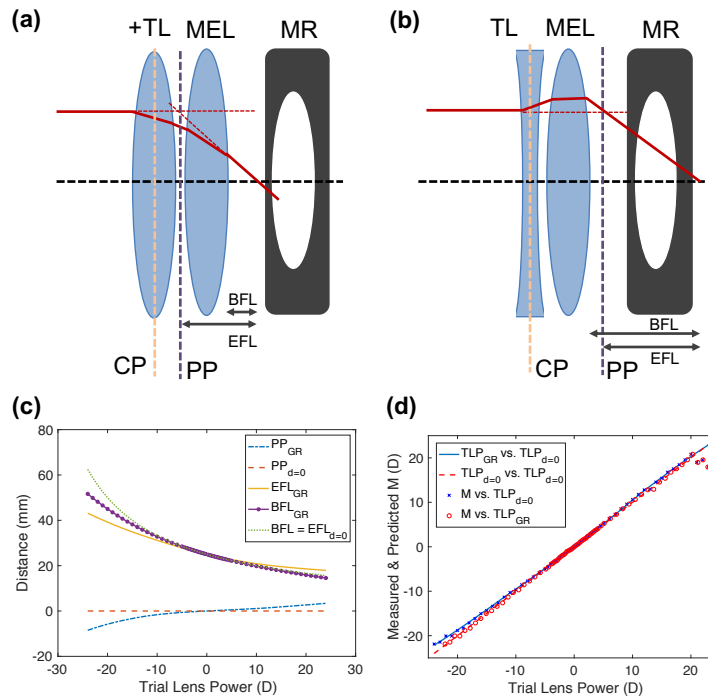 (a)
+TL MEL MR
BFL
EFL
CP PP
(b)
TL MEL MR
BFL
EFL
CP PP
(c)
80
60
40
20
0
-20
-30 -20 -10 0 10 20 30
Distance (mm)
Trial Lens Power (D)
PP_GR
PP_d=0
EFL_GR
BFL_GR
BFL = EFL_d=0
(d)
20
10
0
-10
-20
-20 -10 0 10 20
Measured & Predicted M (D)
Trial Lens Power (D)
TLP_GR vs. TLP_d=0
TLP_d=0 vs. TLP_d=0
M vs. TLP_d=0
M vs. TLP_GR